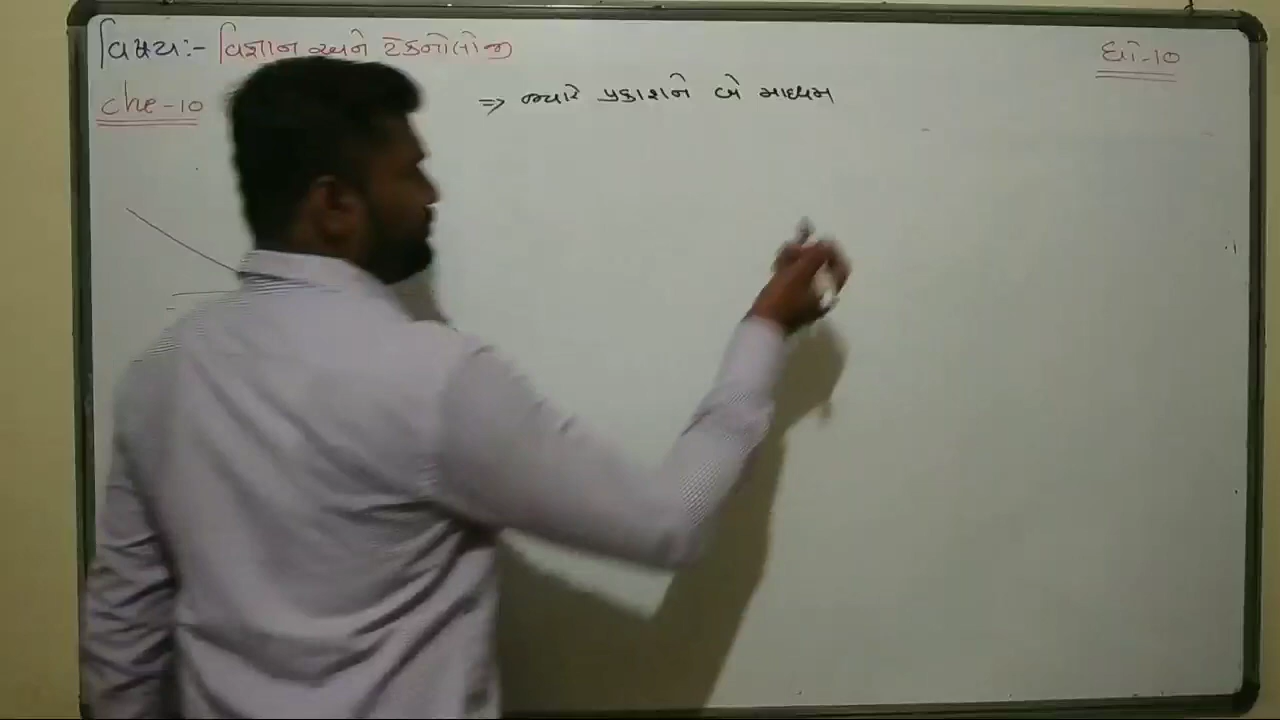 વિષય:- વિજ્ઞાન અને ટેકનોલોજી
ધો-10
che-10
⇒ જ્યારે પ્રકાશને બે માધ્યમ